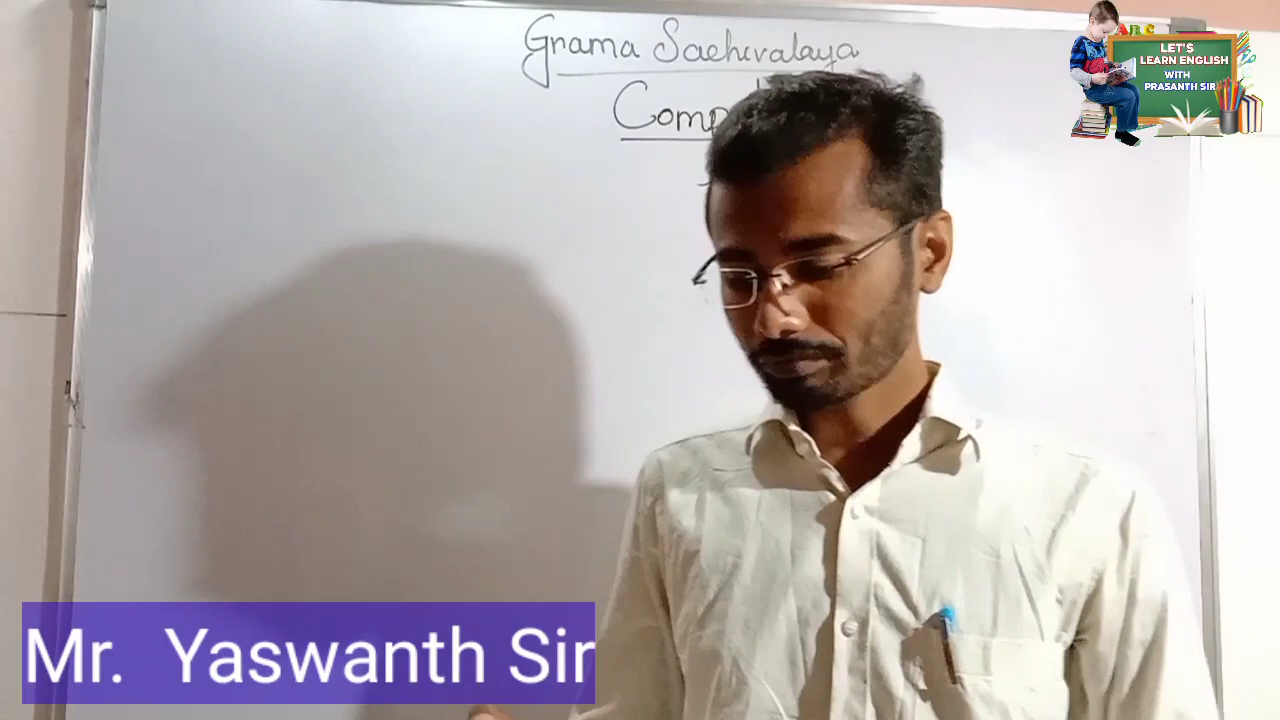 Grama Sachivalaya
LET'S
LEARN ENGLISH
WITH
PRASANTH SIR
Mr. Yaswanth Sir